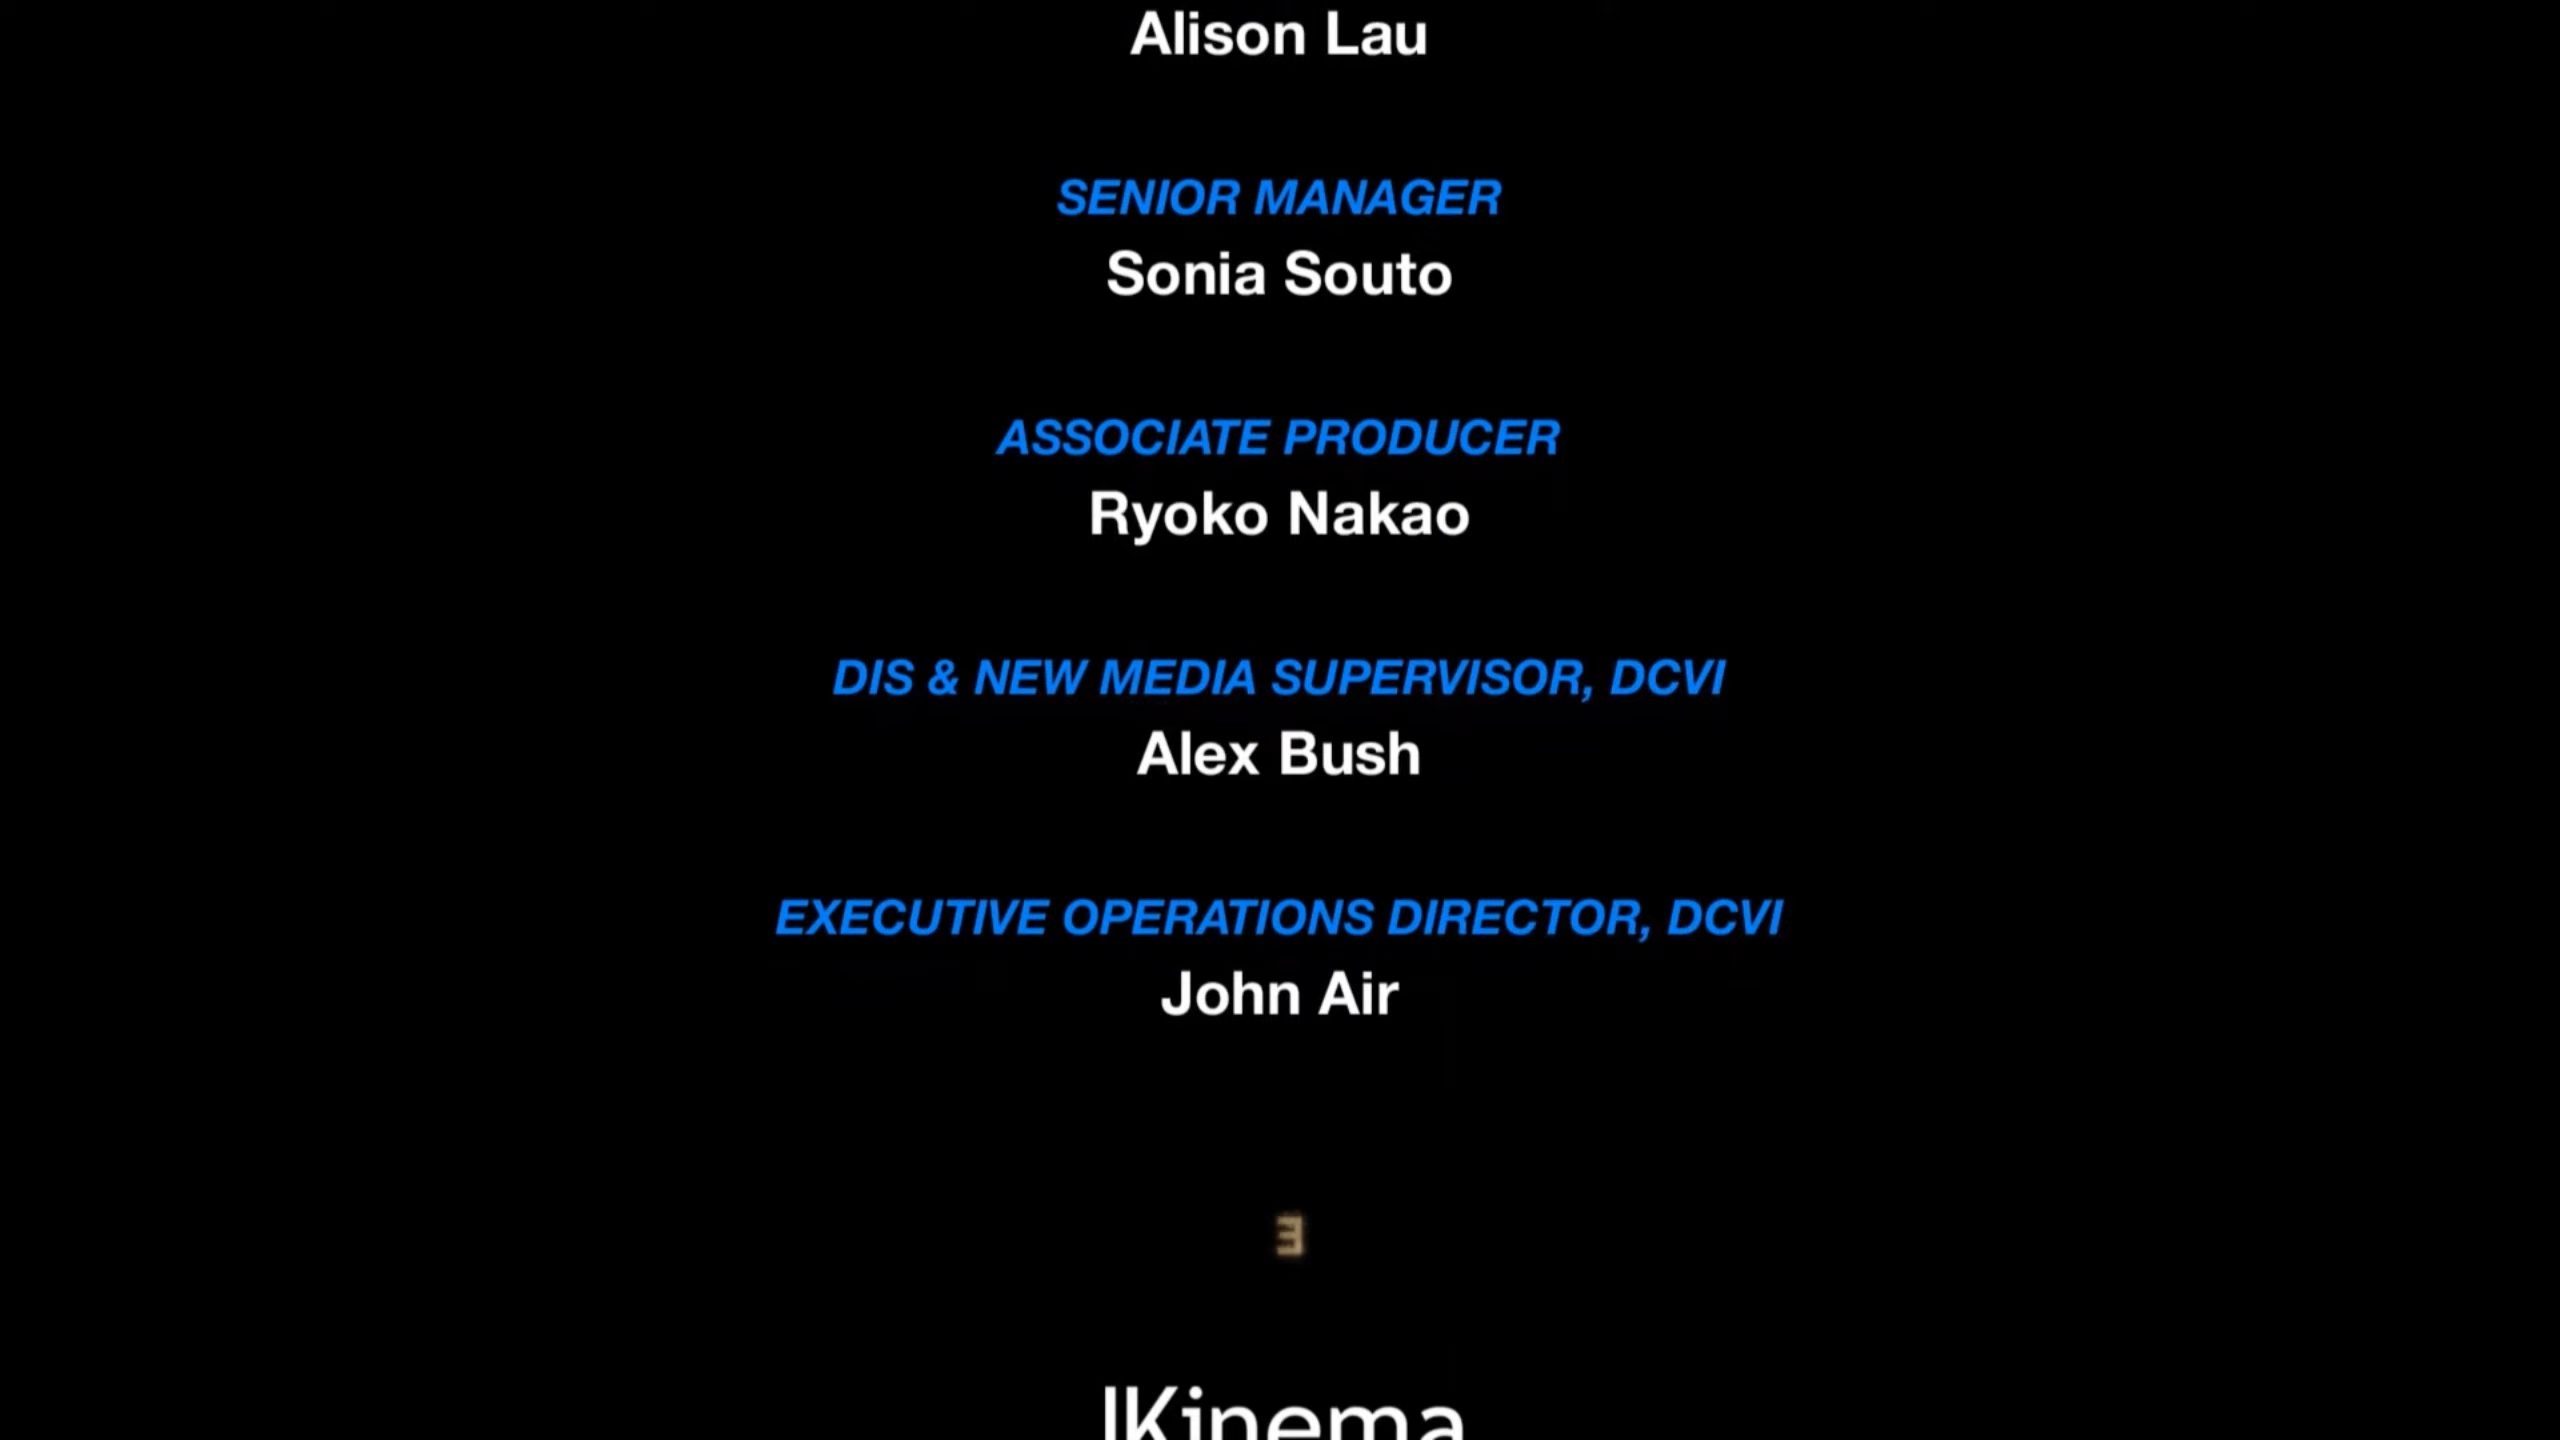 Alison Lau
SENIOR MANAGER
Sonia Souto
ASSOCIATE PRODUCER
Ryoko Nakao
DIS & NEW MEDIA SUPERVISOR, DCVI
Alex Bush
EXECUTIVE OPERATIONS DIRECTOR, DCVI
John Air
IKinema